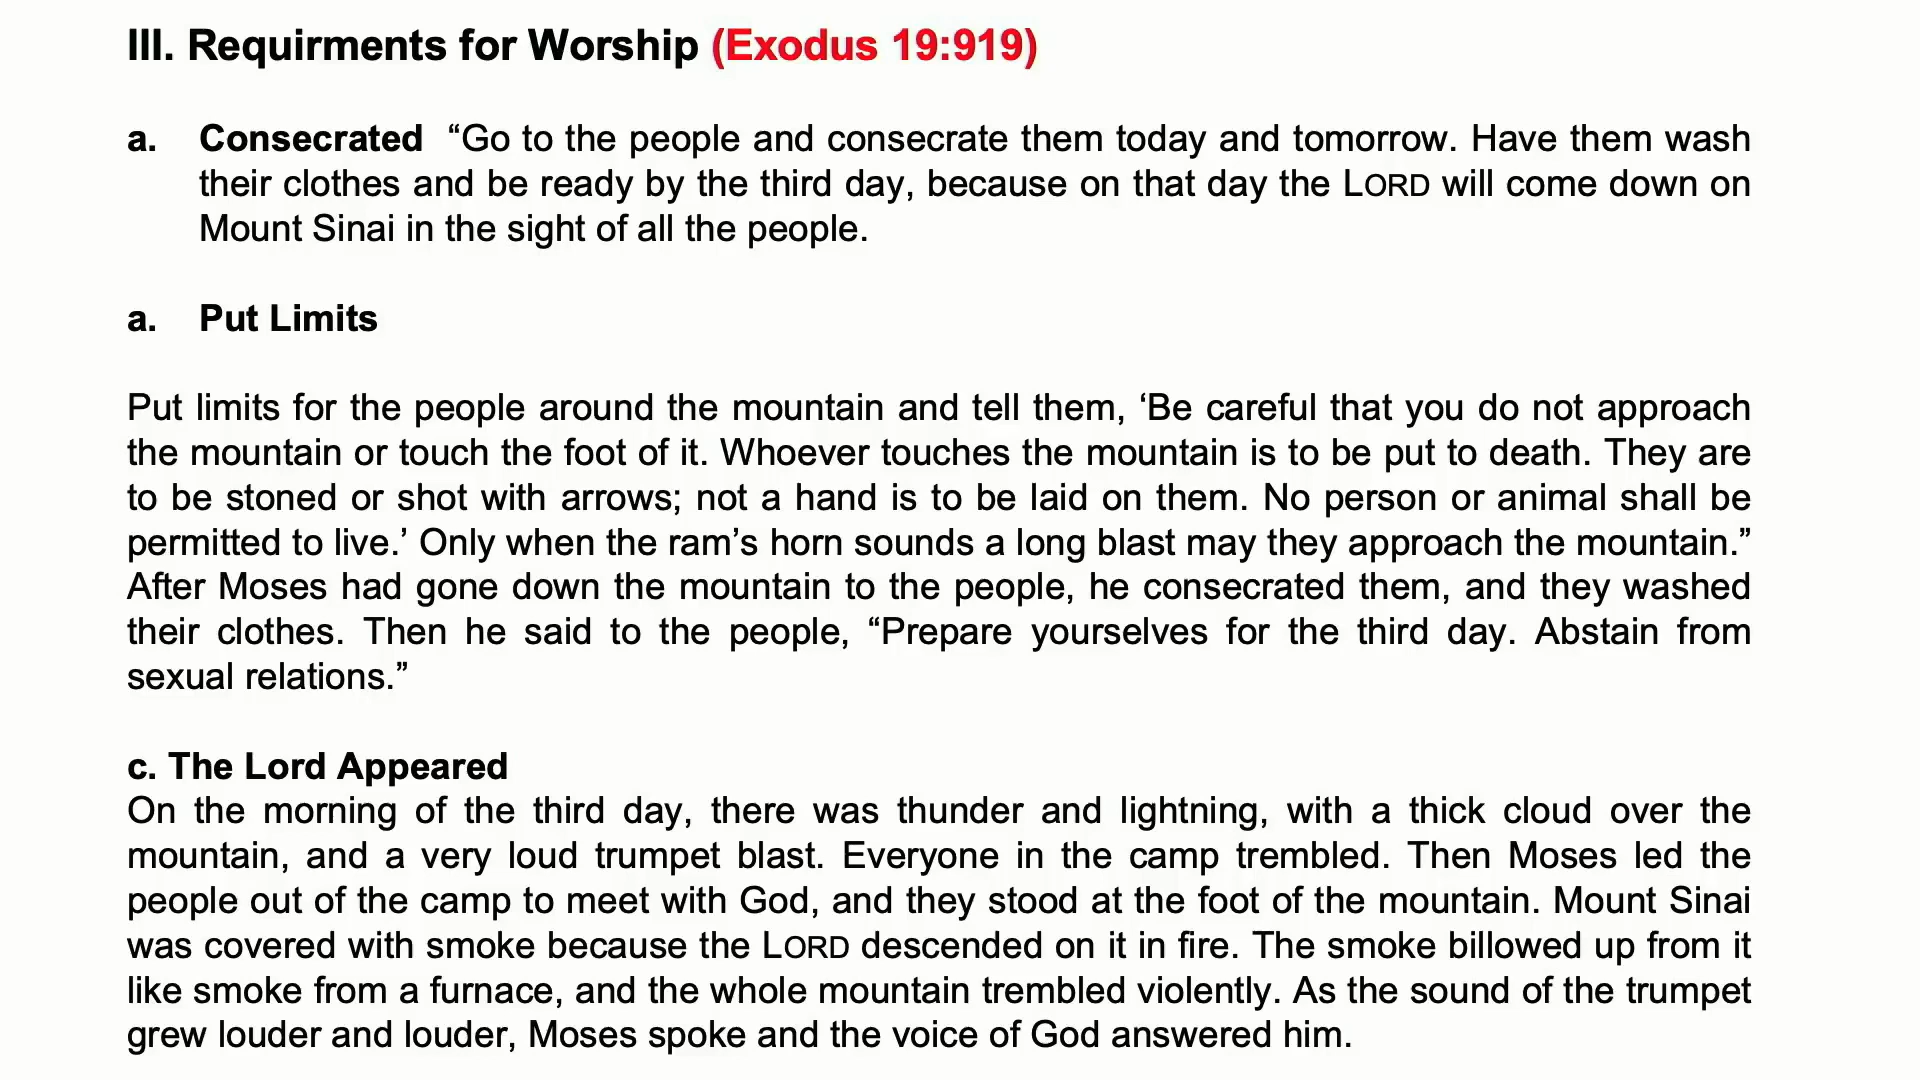 III. Requirments for Worship (Exodus 19:919)
a. Consecrated “Go to the people and consecrate them today and tomorrow. Have them wash
their clothes and be ready by the third day, because on that day the LORD will come down on
Mount Sinai in the sight of all the people.
a. Put Limits
Put limits for the people around the mountain and tell them, ‘Be careful that you do not approach
the mountain or touch the foot of it. Whoever touches the mountain is to be put to death. They are
to be stoned or shot with arrows; not a hand is to be laid on them. No person or animal shall be
permitted to live.’ Only when the ram’s horn sounds a long blast may they approach the mountain.”
After Moses had gone down the mountain to the people, he consecrated them, and they washed
their clothes. Then he said to the people, “Prepare yourselves for the third day. Abstain from
sexual relations.”
c. The Lord Appeared
On the morning of the third day, there was thunder and lightning, with a thick cloud over the
mountain, and a very loud trumpet blast. Everyone in the camp trembled. Then Moses led the
people out of the camp to meet with God, and they stood at the foot of the mountain. Mount Sinai
was covered with smoke because the LORD descended on it in fire. The smoke billowed up from it
like smoke from a furnace, and the whole mountain trembled violently. As the sound of the trumpet
grew louder and louder, Moses spoke and the voice of God answered him.